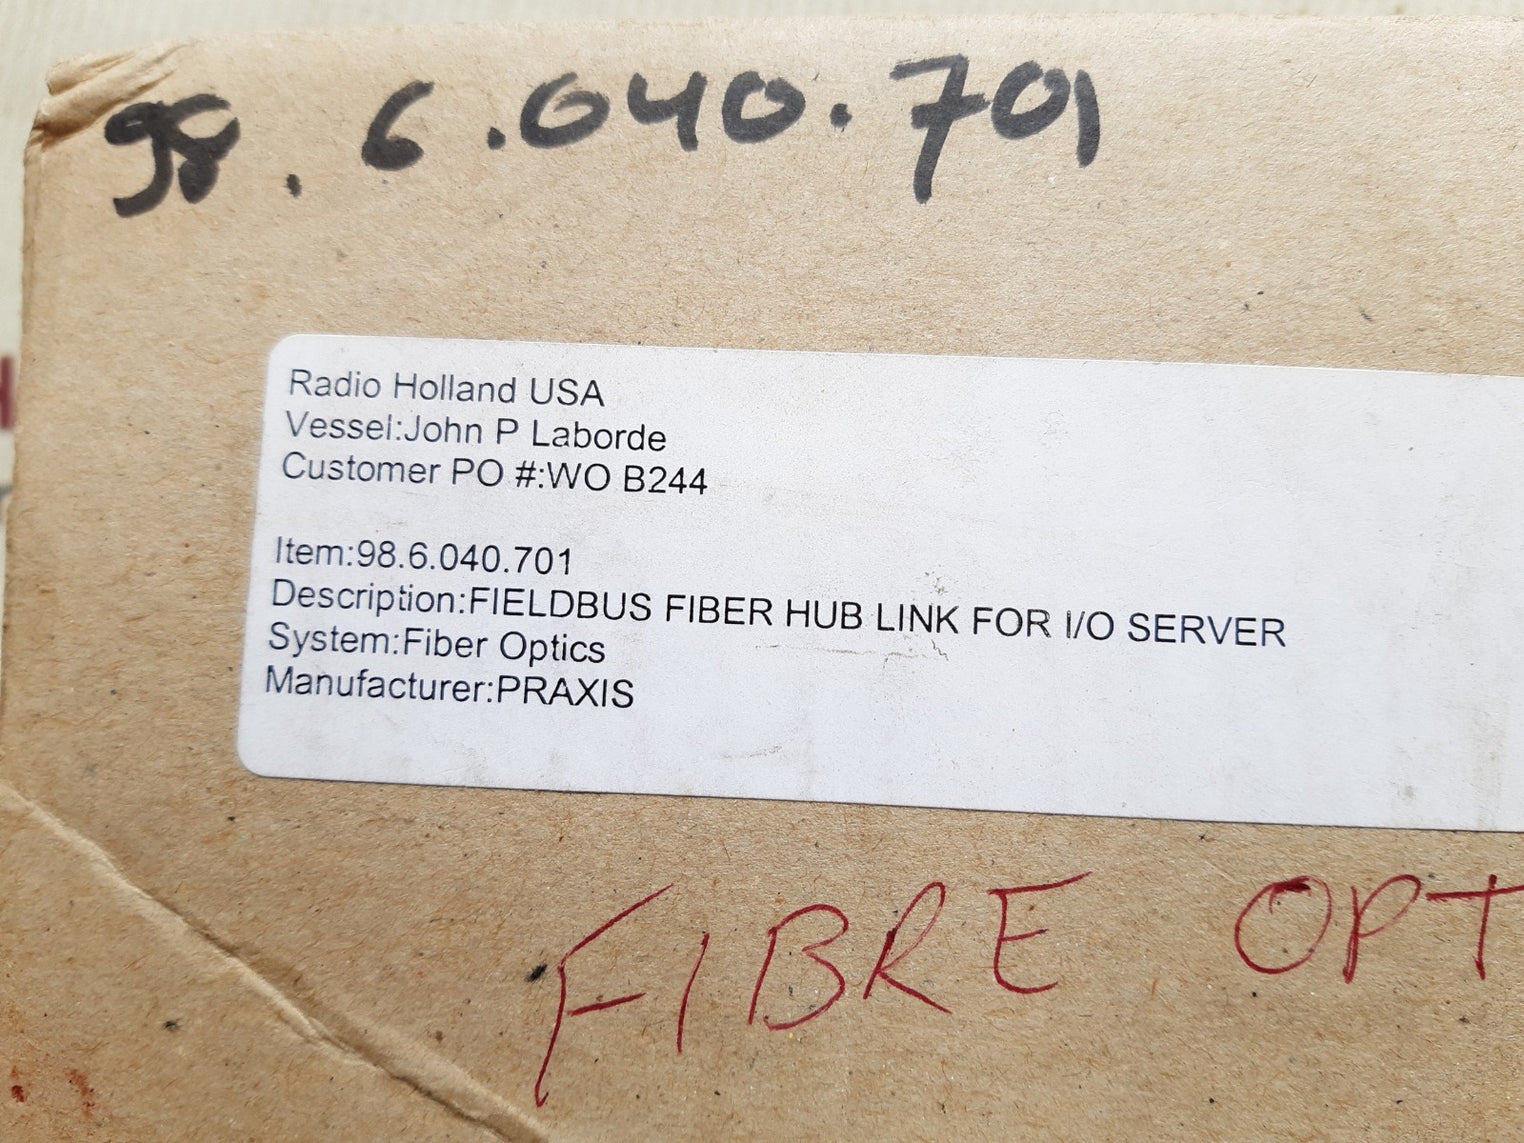 98.6.040.701
Radio Holland USA
Vessel:John P Laborde
Customer PO #:WO B244
Item:98.6.040.701
Description:FIELDBUS FIBER HUB LINK FOR I/O SERVER
System:Fiber Optics
Manufacturer:PRAXIS
FIBRE OPT